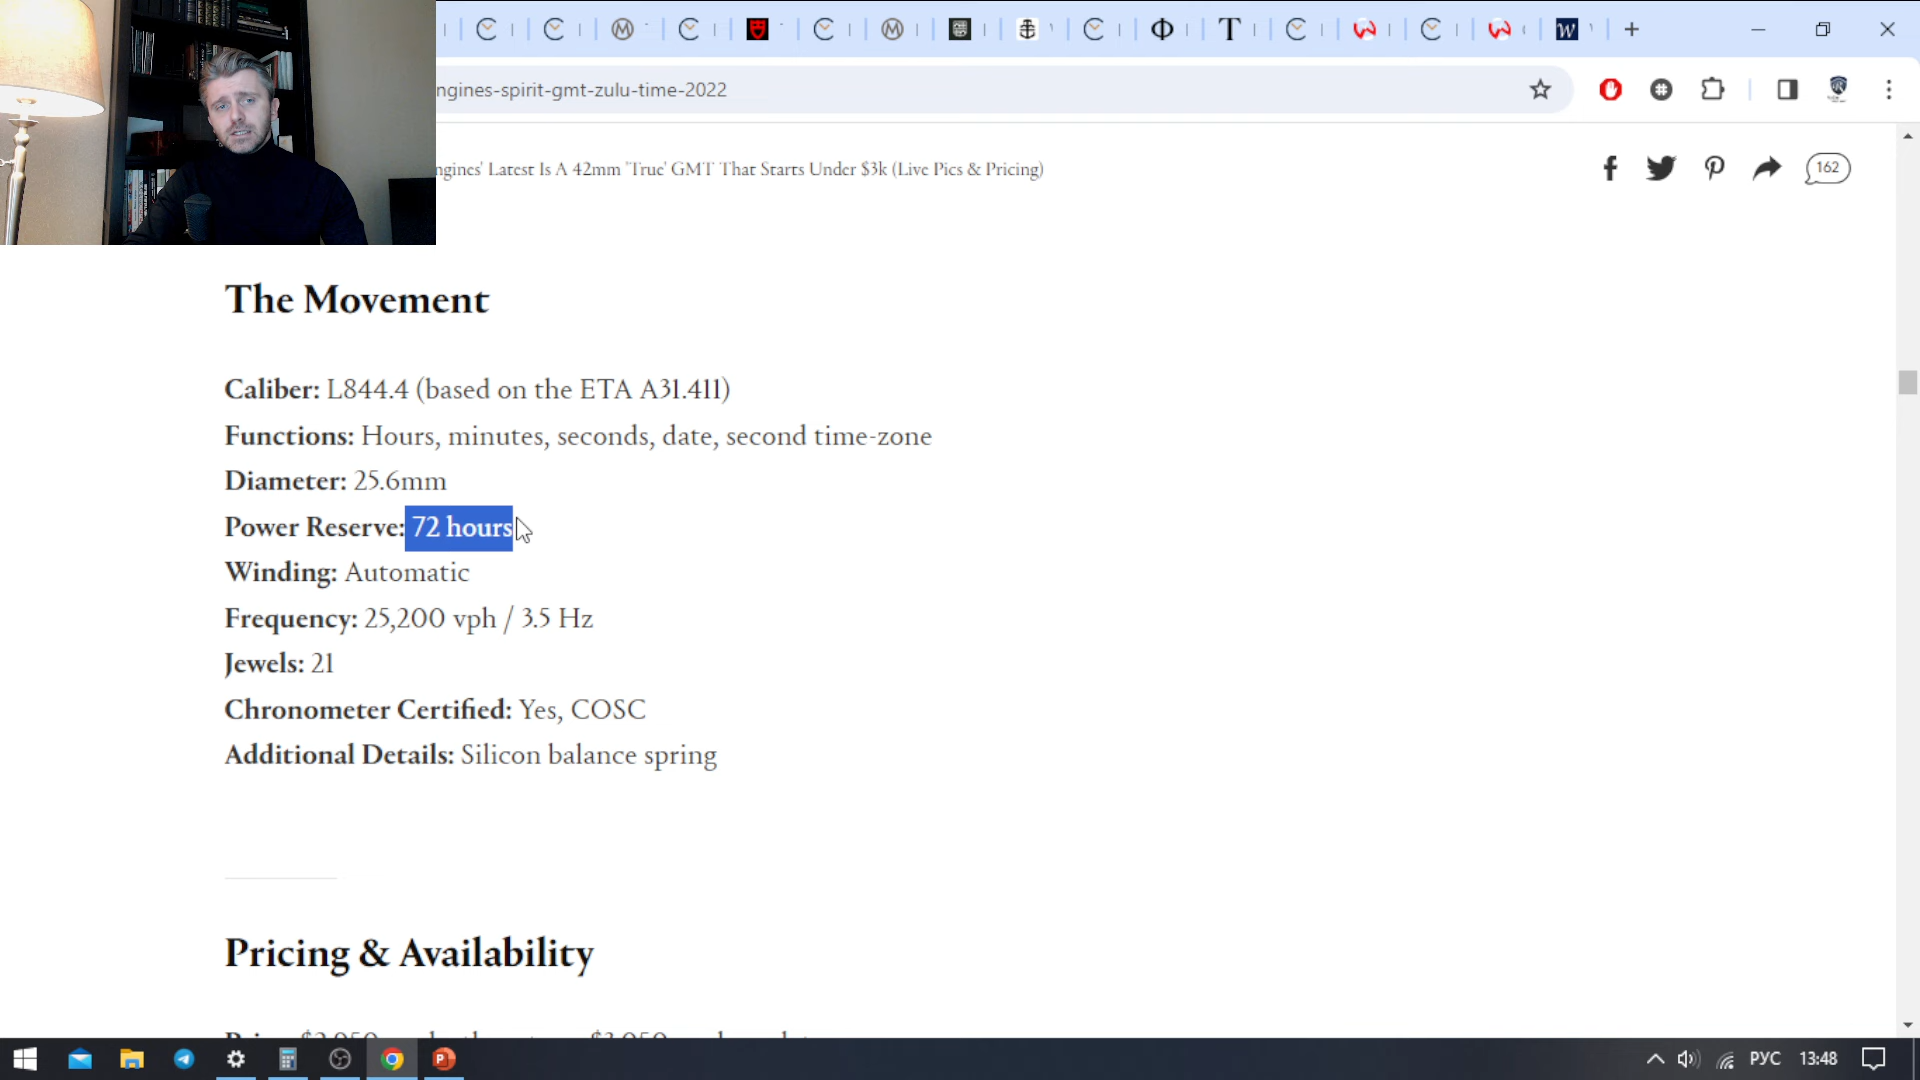 ngines-spirit-gmt-zulu-time-2022
ngines' Latest Is A 42mm 'True' GMT That Starts Under $3k (Live Pics & Pricing)
162
The Movement
Caliber: L844.4 (based on the ETA A31.411)
Functions: Hours, minutes, seconds, date, second time-zone
Diameter: 25.6mm
Power Reserve: 72 hours
Winding: Automatic
Frequency: 25,200 vph / 3.5 Hz
Jewels: 21
Chronometer Certified: Yes, COSC
Additional Details: Silicon balance spring
Pricing & Availability
РУС 13:48